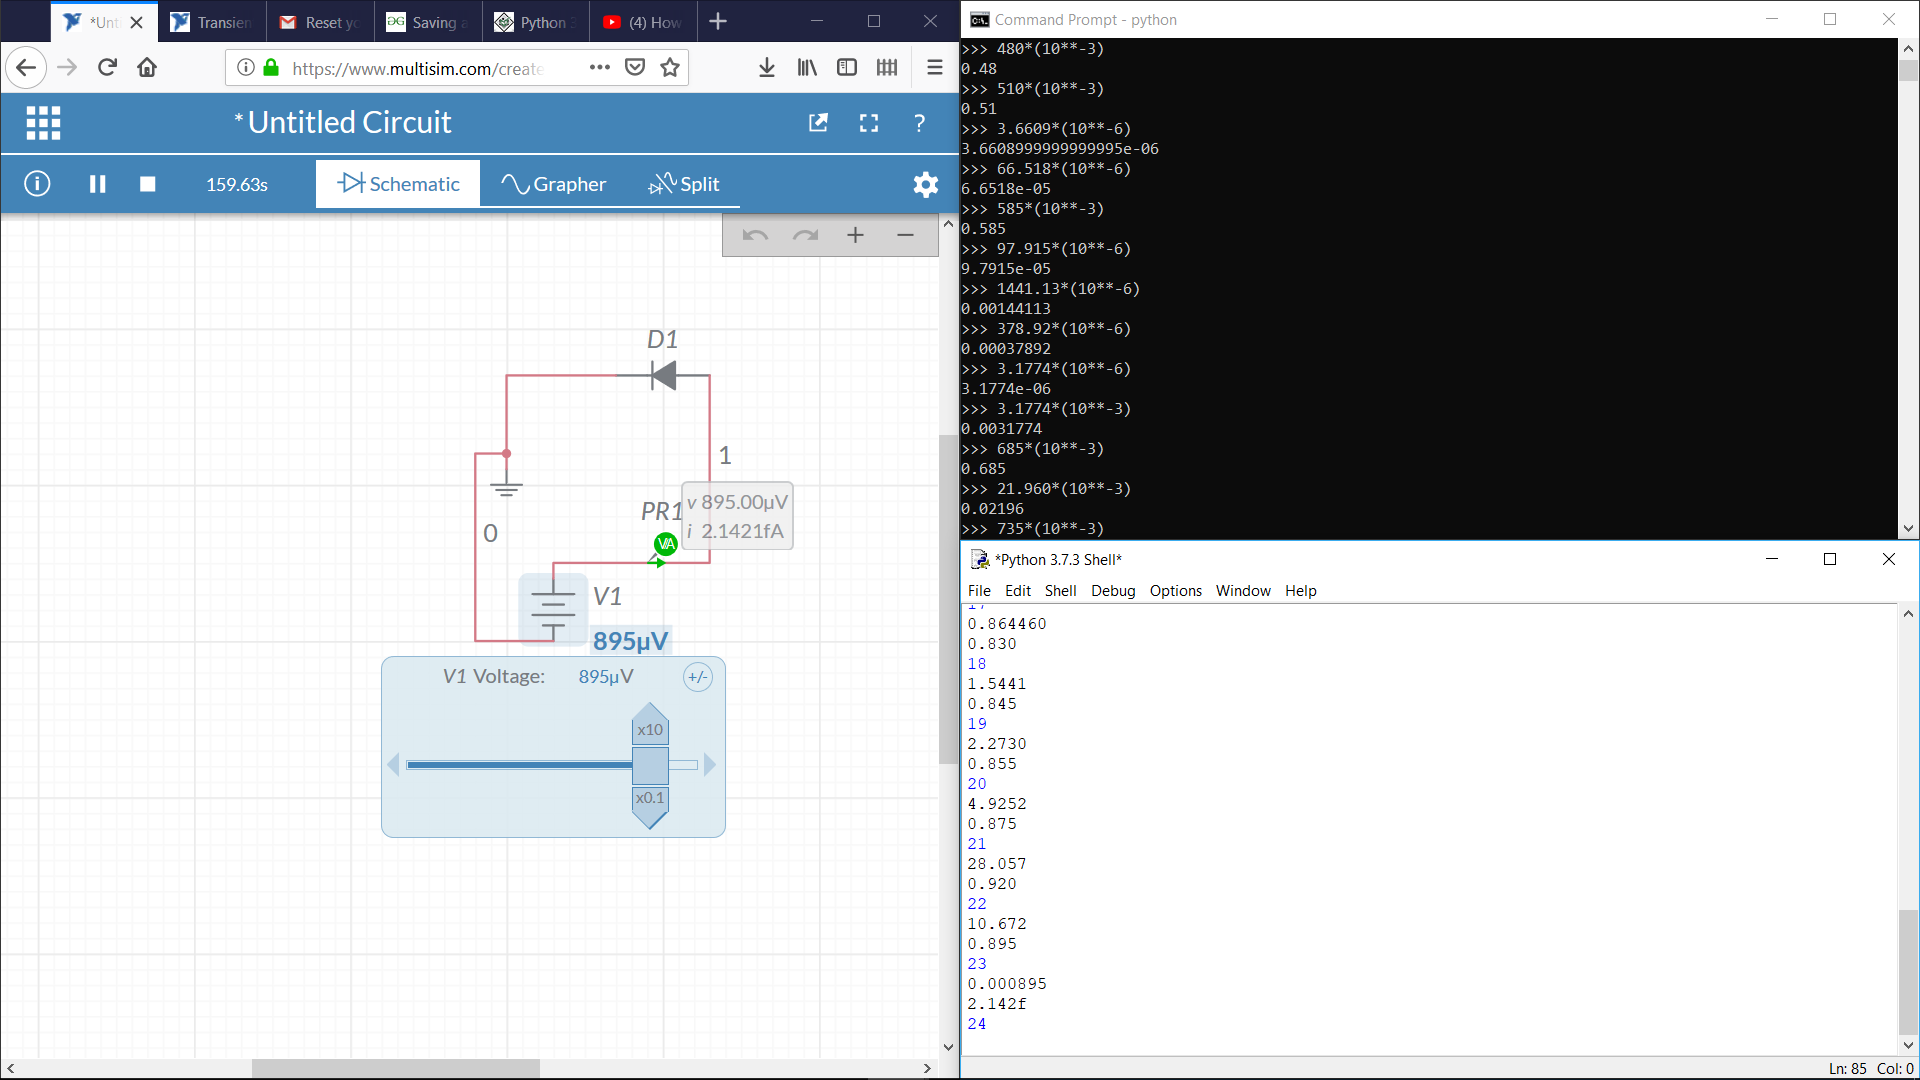 *Unt
Transien
Reset yo
Saving a
Python 3
(4) How
https://www.multisim.com/create
*Untitled Circuit
?
159.63s
Schematic
Grapher
Split
D1
1
PR1
v 895.00µV
i 2.1421fA
VA
0
V1
895µV
V1 Voltage: 895µV +/-
x10
x0.1
Command Prompt - python
>>> 480*(10**-3)
0.48
>>> 510*(10**-3)
0.51
>>> 3.6609*(10**-6)
3.6608999999999995e-06
>>> 66.518*(10**-6)
6.6518e-05
>>> 585*(10**-3)
0.585
>>> 97.915*(10**-6)
9.7915e-05
>>> 1441.13*(10**-6)
0.00144113
>>> 378.92*(10**-6)
0.00037892
>>> 3.1774*(10**-6)
3.1774e-06
>>> 3.1774*(10**-3)
0.0031774
>>> 685*(10**-3)
0.685
>>> 21.960*(10**-3)
0.02196
>>> 735*(10**-3)
*Python 3.7.3 Shell*
File Edit Shell Debug Options Window Help
17
0.864460
0.830
18
1.5441
0.845
19
2.2730
0.855
20
4.9252
0.875
21
28.057
0.920
22
10.672
0.895
23
0.000895
2.142f
24
Ln: 85 Col: 0